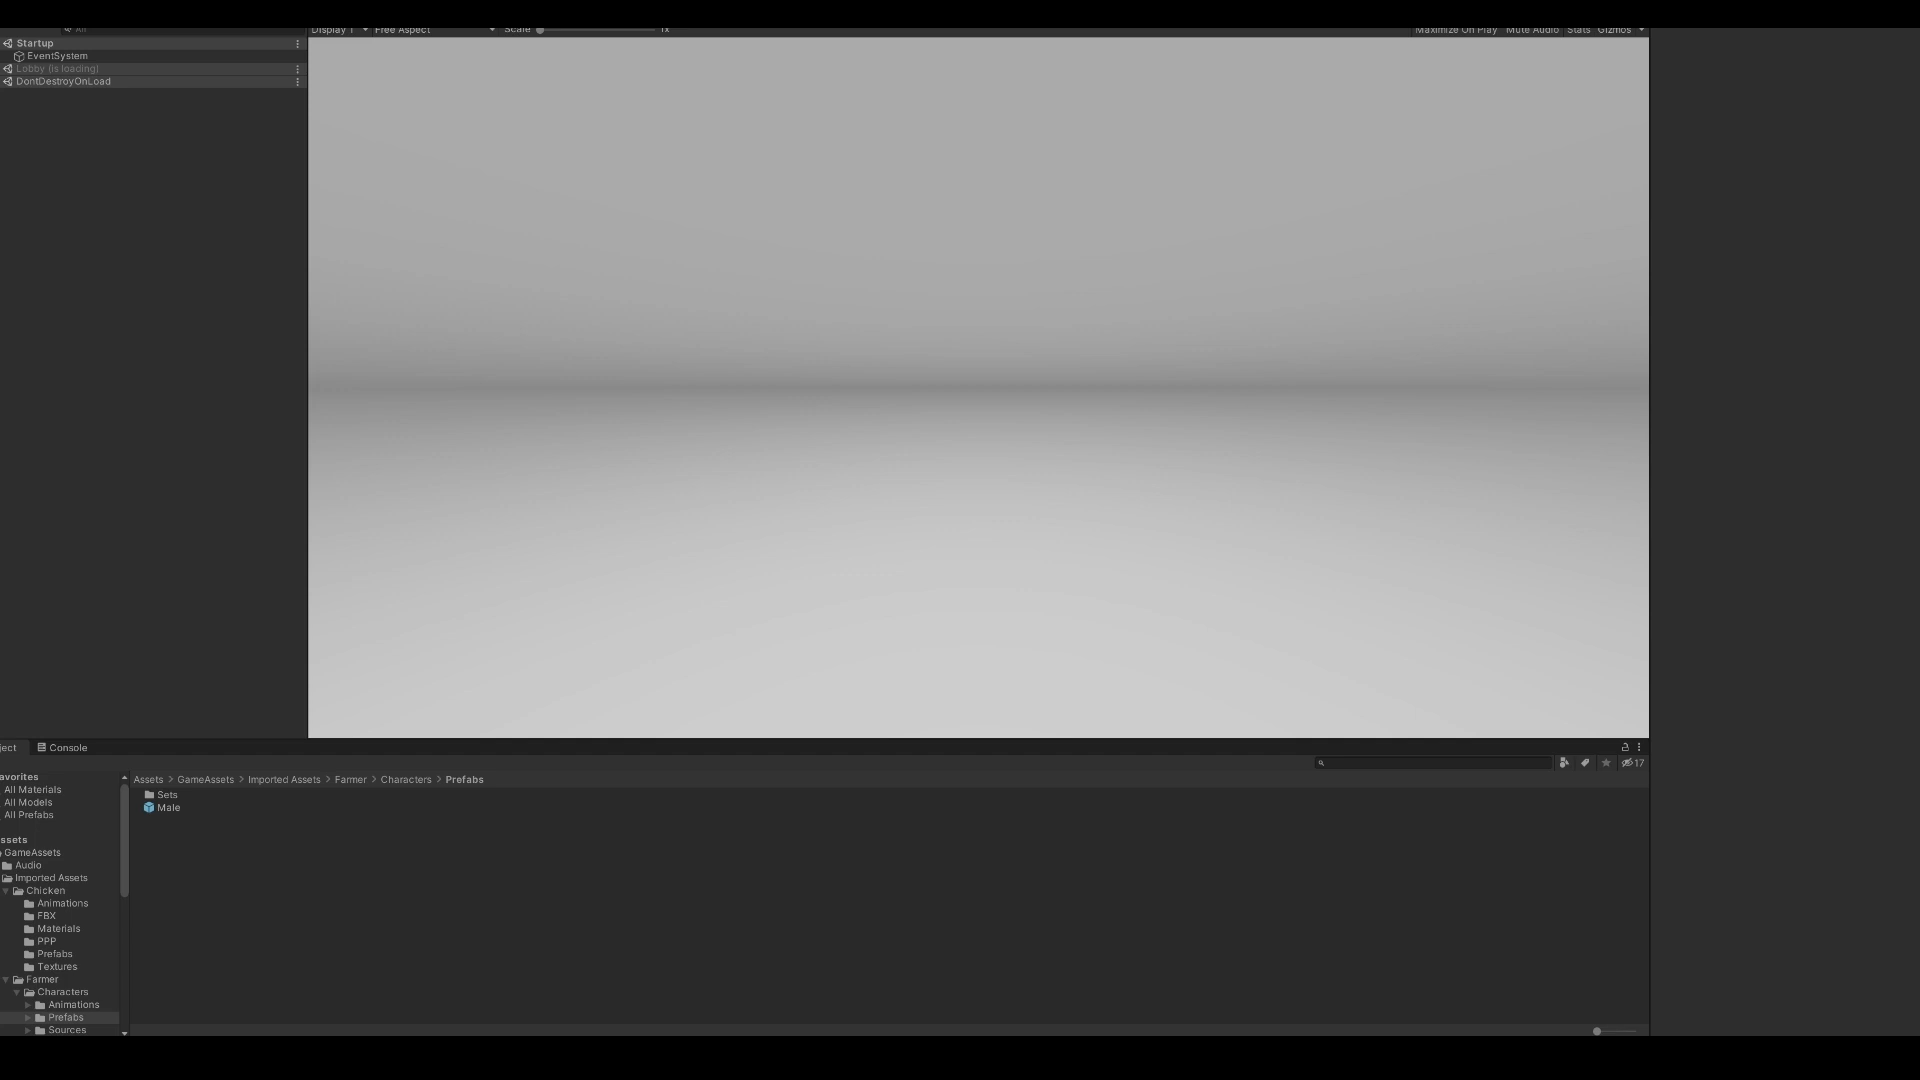 All
Display 1 Free Aspect Scale 1x Maximize On Play Mute Audio Stats Gizmos
Startup
EventSystem
Lobby (is loading)
DontDestroyOnLoad
ject Console
17
avorites
All Materials
All Models
All Prefabs
ssets
GameAssets
Audio
Imported Assets
Chicken
Animations
FBX
Materials
PPP
Prefabs
Textures
Farmer
Characters
Animations
Prefabs
Sources
Assets > GameAssets > Imported Assets > Farmer > Characters > Prefabs
Sets
Male